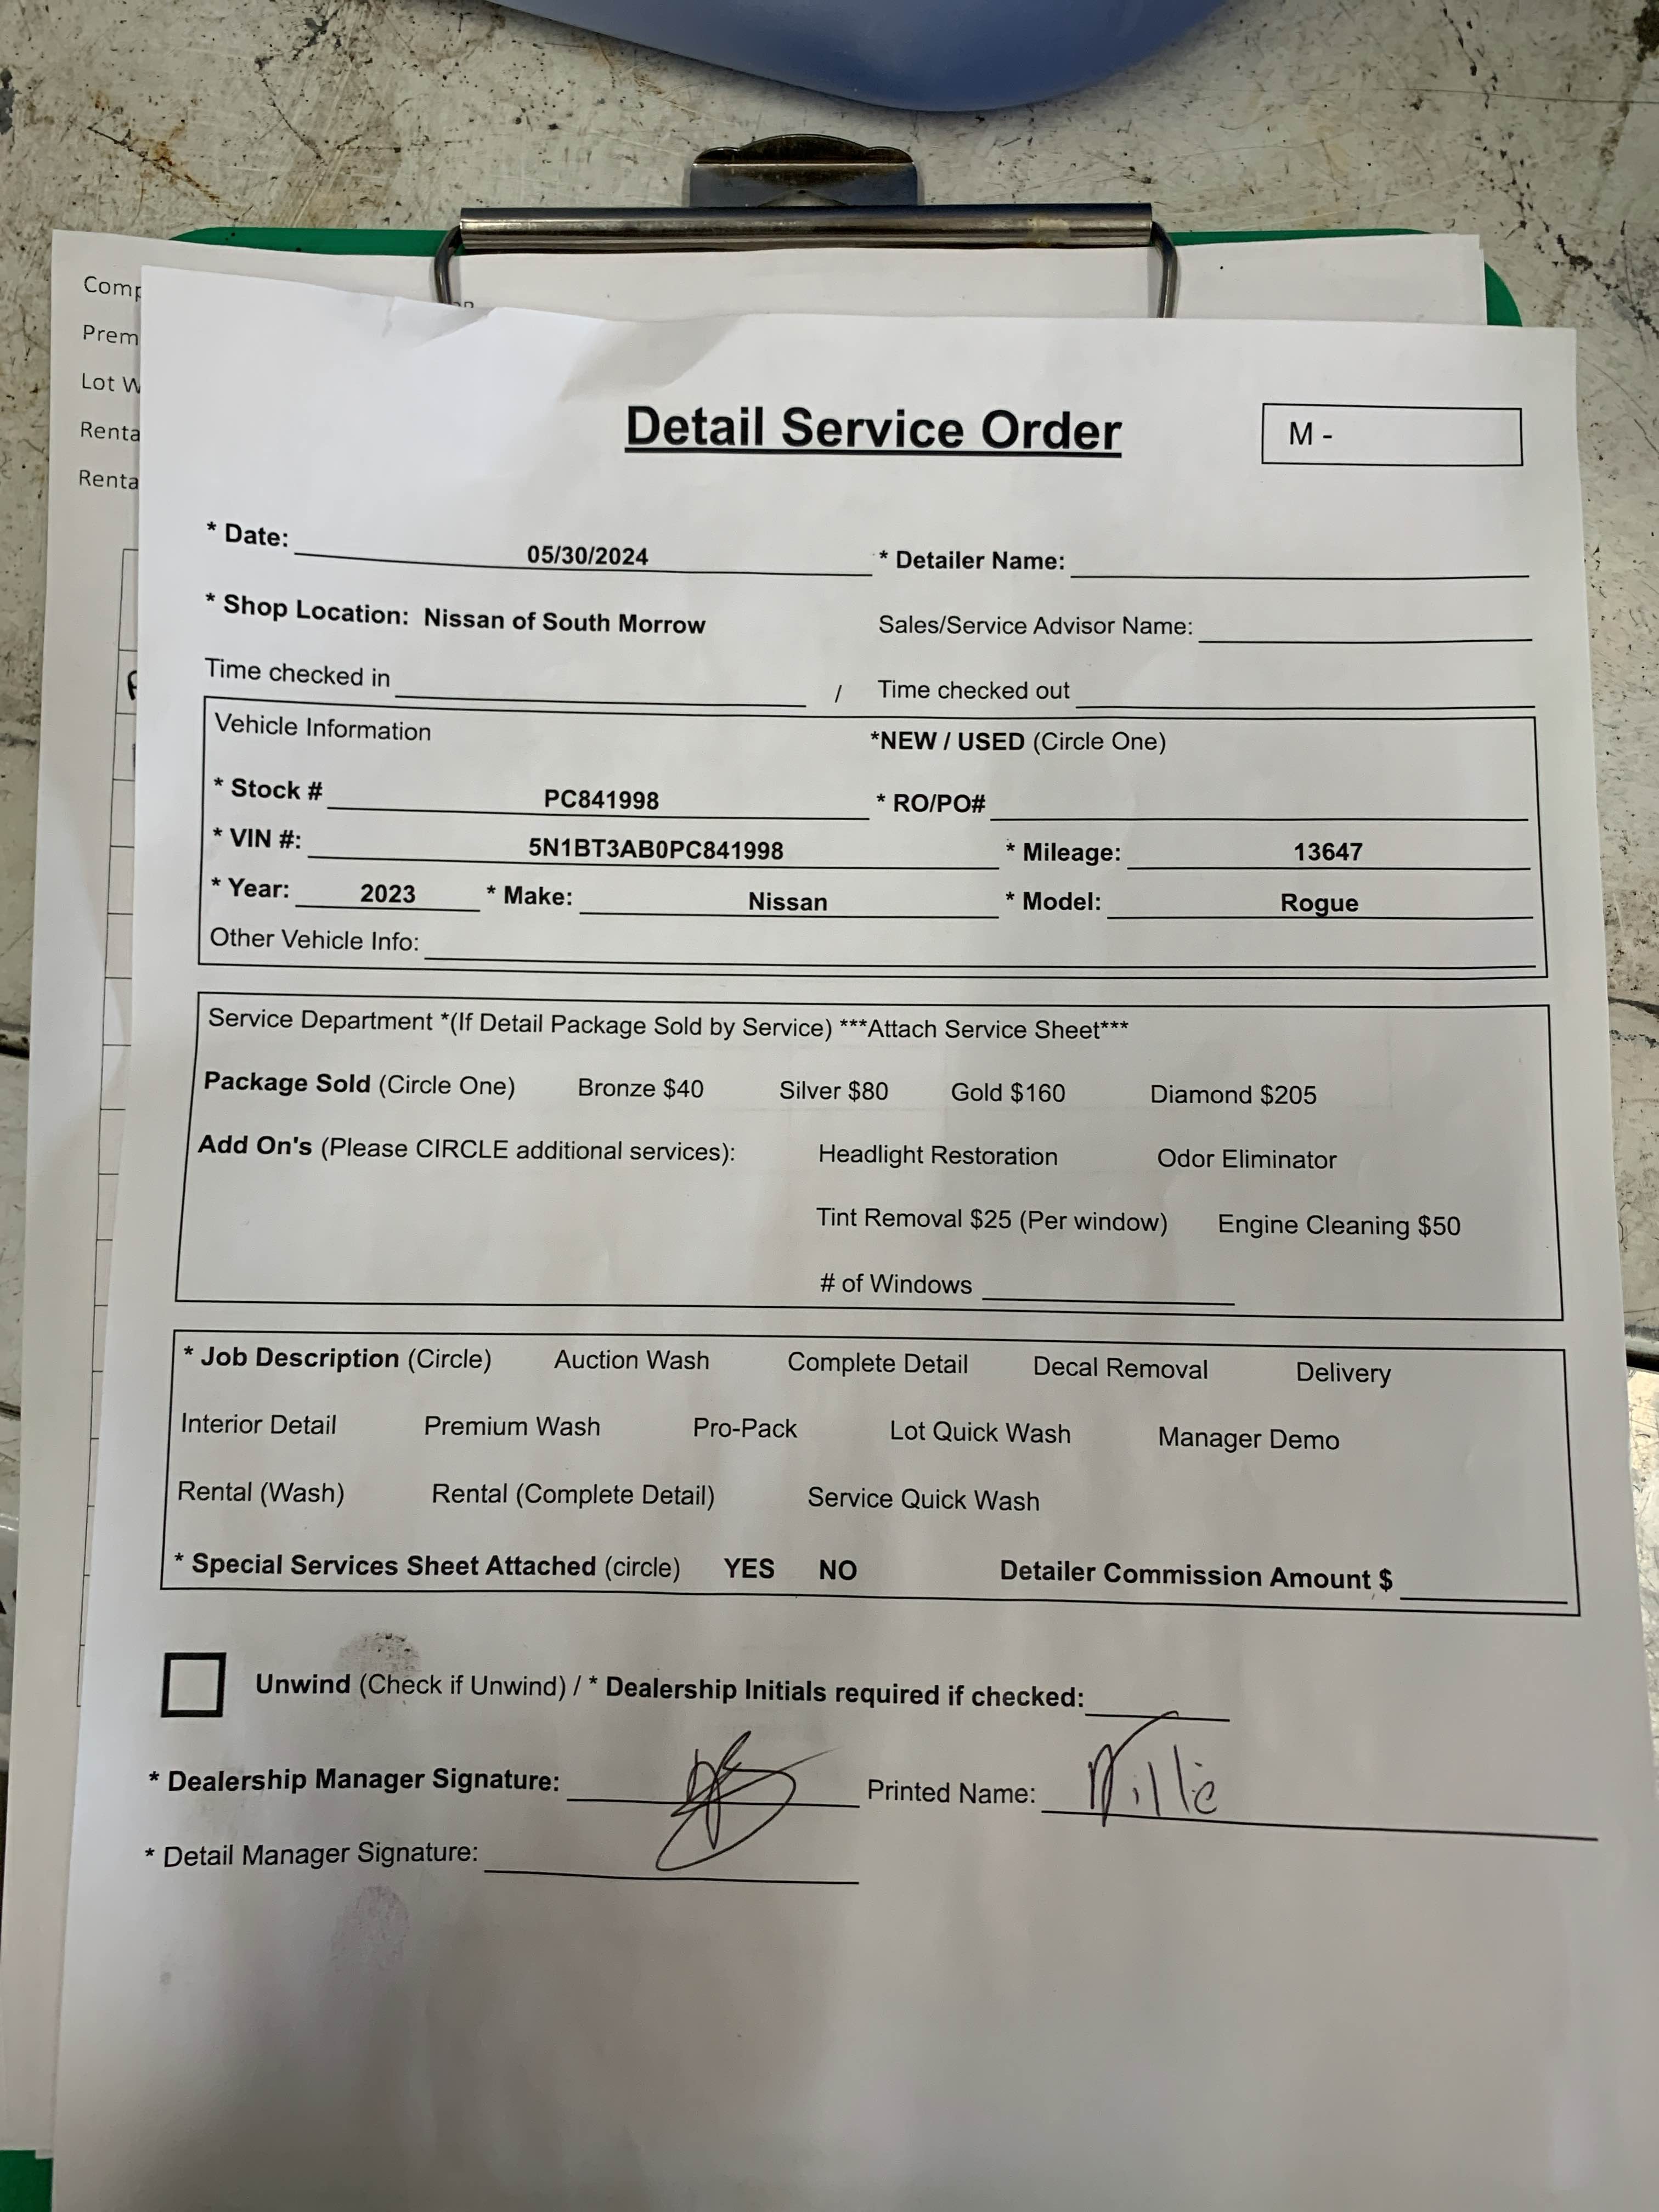 Comp
Prem
Lot W
Renta
Renta
Detail Service Order
M -
* Date: 05/30/2024 * Detailer Name:
* Shop Location: Nissan of South Morrow Sales/Service Advisor Name:
Time checked in / Time checked out
Vehicle Information *NEW / USED (Circle One)
* Stock # PC841998 * RO/PO#
* VIN #: 5N1BT3AB0PC841998 * Mileage: 13647
* Year: 2023 * Make: Nissan * Model: Rogue
Other Vehicle Info:
Service Department *(If Detail Package Sold by Service) ***Attach Service Sheet***
Package Sold (Circle One) Bronze $40 Silver $80 Gold $160 Diamond $205
Add On's (Please CIRCLE additional services): Headlight Restoration Odor Eliminator
Tint Removal $25 (Per window) Engine Cleaning $50
# of Windows
* Job Description (Circle) Auction Wash Complete Detail Decal Removal Delivery
Interior Detail Premium Wash Pro-Pack Lot Quick Wash Manager Demo
Rental (Wash) Rental (Complete Detail) Service Quick Wash
* Special Services Sheet Attached (circle) YES NO Detailer Commission Amount $
Unwind (Check if Unwind) / * Dealership Initials required if checked:
* Dealership Manager Signature: Printed Name:
* Detail Manager Signature: